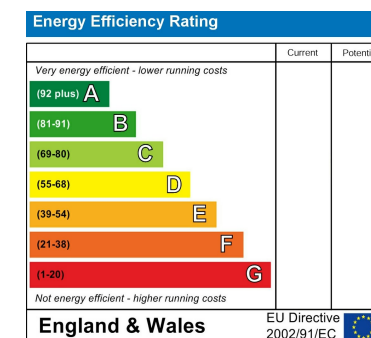 Energy Efficiency Rating
Current Potenti
Very energy efficient - lower running costs
(92 plus) A
(81-91) B
(69-80) C
(55-68) D
(39-54) E
(21-38) F
(1-20) G
Not energy efficient - higher running costs
England & Wales
EU Directive
2002/91/EC